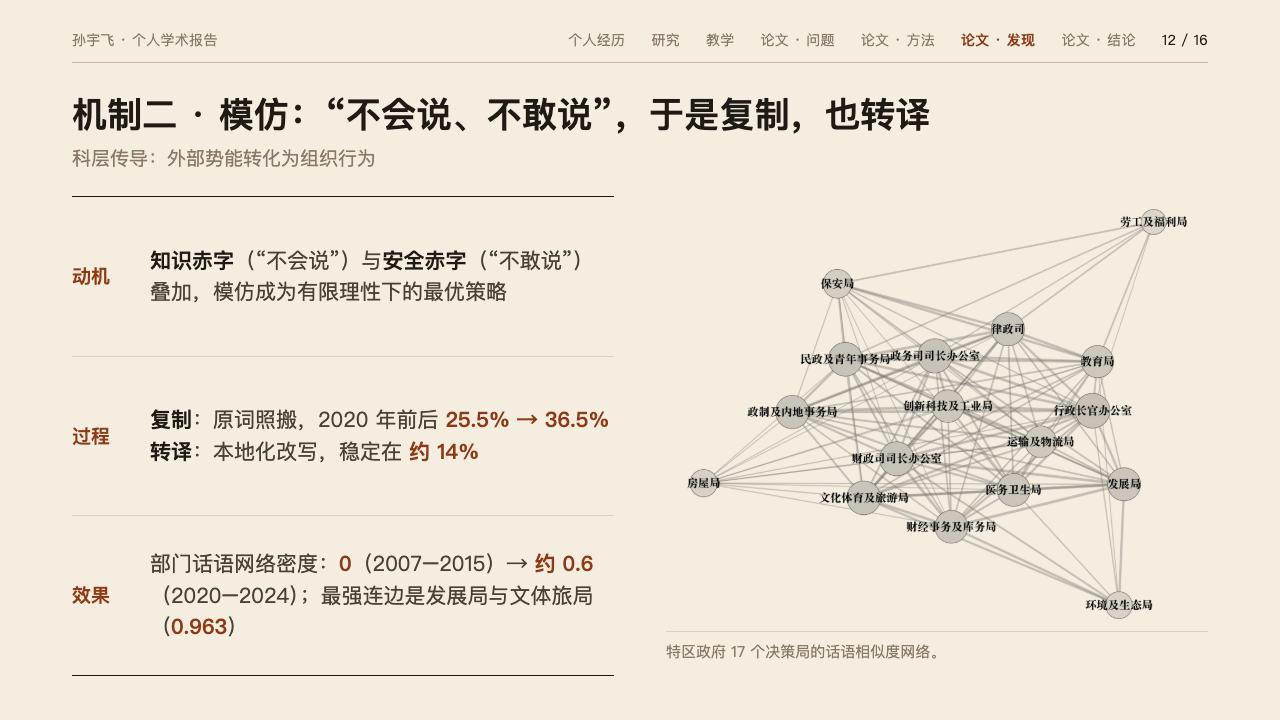 孙宇飞 · 个人学术报告
个人经历 研究 教学 论文 · 问题 论文 · 方法 论文 · 发现 论文 · 结论 12 / 16
机制二 · 模仿：“不会说、不敢说”，于是复制，也转译
科层传导：外部势能转化为组织行为
动机
知识赤字（“不会说”）与安全赤字（“不敢说”）
叠加，模仿成为有限理性下的最优策略
过程
复制：原词照搬，2020 年前后 25.5% → 36.5%
转译：本地化改写，稳定在 约 14%
效果
部门话语网络密度：0（2007—2015）→ 约 0.6
（2020—2024）；最强连边是发展局与文体旅局
（0.963）
劳工及福利局
保安局
律政司
民政及青年事务局
政务司司长办公室
教育局
创新科技及工业局
政制及内地事务局
行政长官办公室
运输及物流局
财政司司长办公室
房屋局
文化体育及旅游局
医务卫生局
发展局
财经事务及库务局
环境及生态局
特区政府 17 个决策局的话语相似度网络。